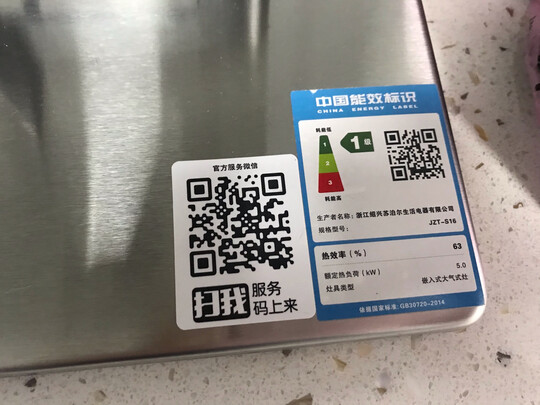 官方服务微信
扫我
服务
码上来
中国能效标识
CHINA ENERGY LABEL
耗能低
1
2
3
耗能高
1级
生产者名称：浙江绍兴苏泊尔生活电器有限公司
规格型号：
JZT-S16
热效率（%）
63
额定热负荷（kW）
5.0
灶具类型
嵌入式大气式灶
依据国家标准：GB30720-2014